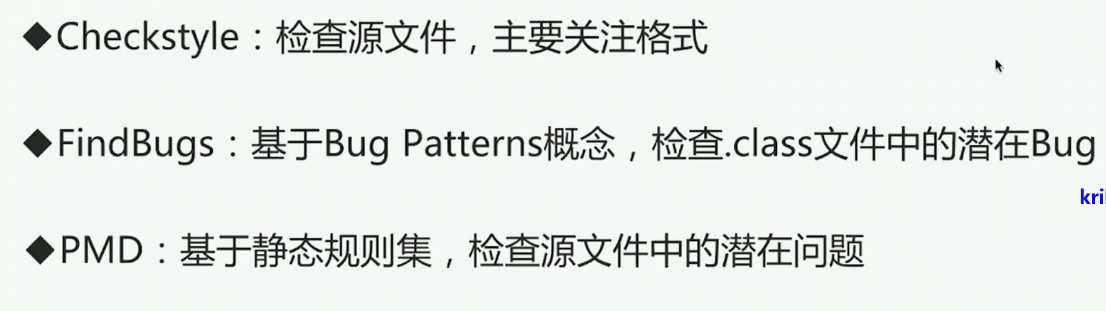 ◆Checkstyle：检查源文件，主要关注格式
◆FindBugs：基于Bug Patterns概念，检查.class文件中的潜在Bug
◆PMD：基于静态规则集，检查源文件中的潜在问题